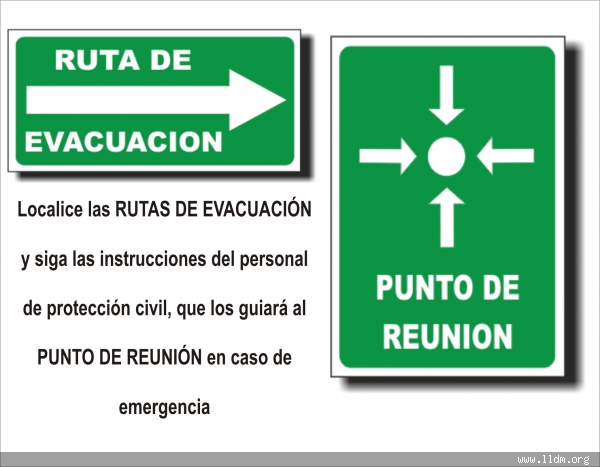 RUTA DE
EVACUACION
Localice las RUTAS DE EVACUACIÓN
y siga las instrucciones del personal
de protección civil, que los guiará al
PUNTO DE REUNIÓN en caso de
emergencia
PUNTO DE
REUNION
www.lldm.org